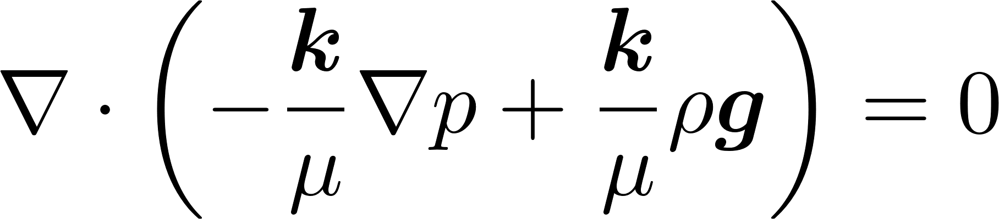 ∇ · (−𝒌/μ ∇p + 𝒌/μ ρ𝒈) = 0